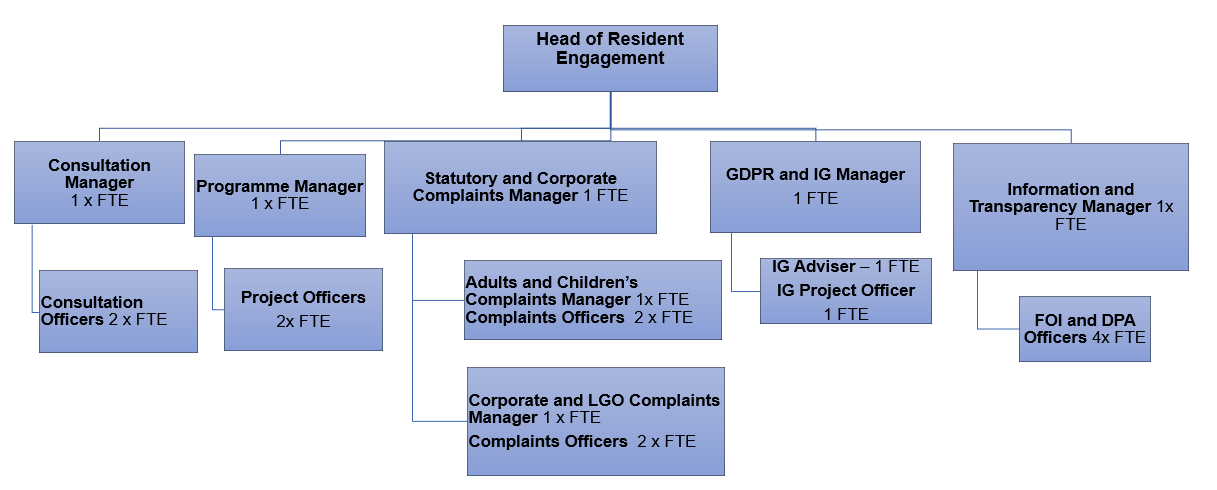 Head of Resident
Engagement
Consultation
Manager
1 x FTE
Programme Manager
1 x FTE
Statutory and Corporate
Complaints Manager 1 FTE
GDPR and IG Manager
1 FTE
Information and
Transparency Manager 1x
FTE
Consultation
Officers 2 x FTE
Project Officers
2x FTE
Adults and Children’s
Complaints Manager 1x FTE
Complaints Officers 2 x FTE
IG Adviser – 1 FTE
IG Project Officer
1 FTE
FOI and DPA
Officers 4x FTE
Corporate and LGO Complaints
Manager 1 x FTE
Complaints Officers 2 x FTE